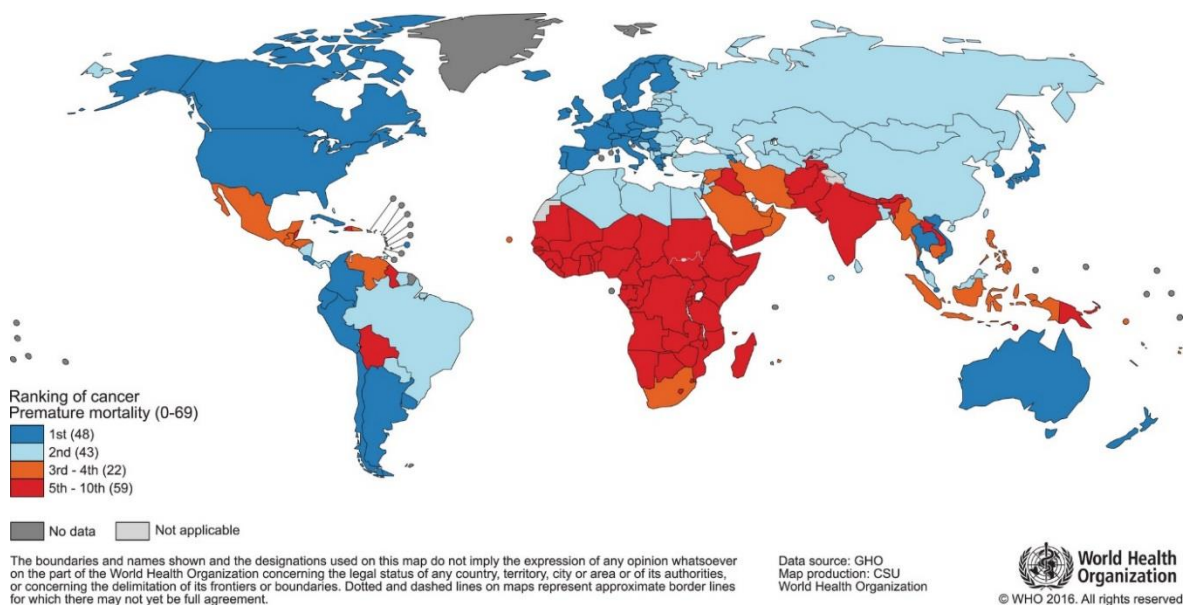 Ranking of cancer
Premature mortality (0-69)
1st (48)
2nd (43)
3rd - 4th (22)
5th - 10th (59)
No data
Not applicable
The boundaries and names shown and the designations used on this map do not imply the expression of any opinion whatsoever
on the part of the World Health Organization concerning the legal status of any country, territory, city or area or of its authorities,
or concerning the delimitation of its frontiers or boundaries. Dotted and dashed lines on maps represent approximate border lines
for which there may not yet be full agreement.
Data source: GHO
Map production: CSU
World Health Organization
World Health
Organization
© WHO 2016. All rights reserved